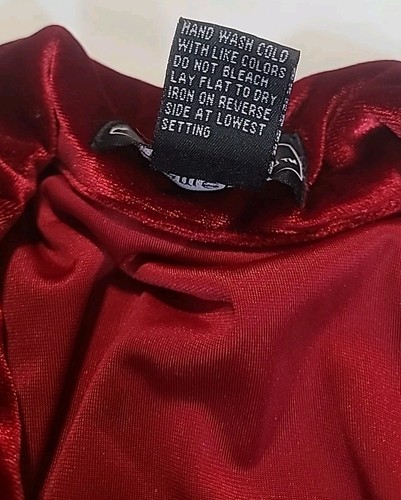 HAND WASH COLD
WITH LIKE COLORS
DO NOT BLEACH
LAY FLAT TO DRY
IRON ON REVERSE
SIDE AT LOWEST
SETTING